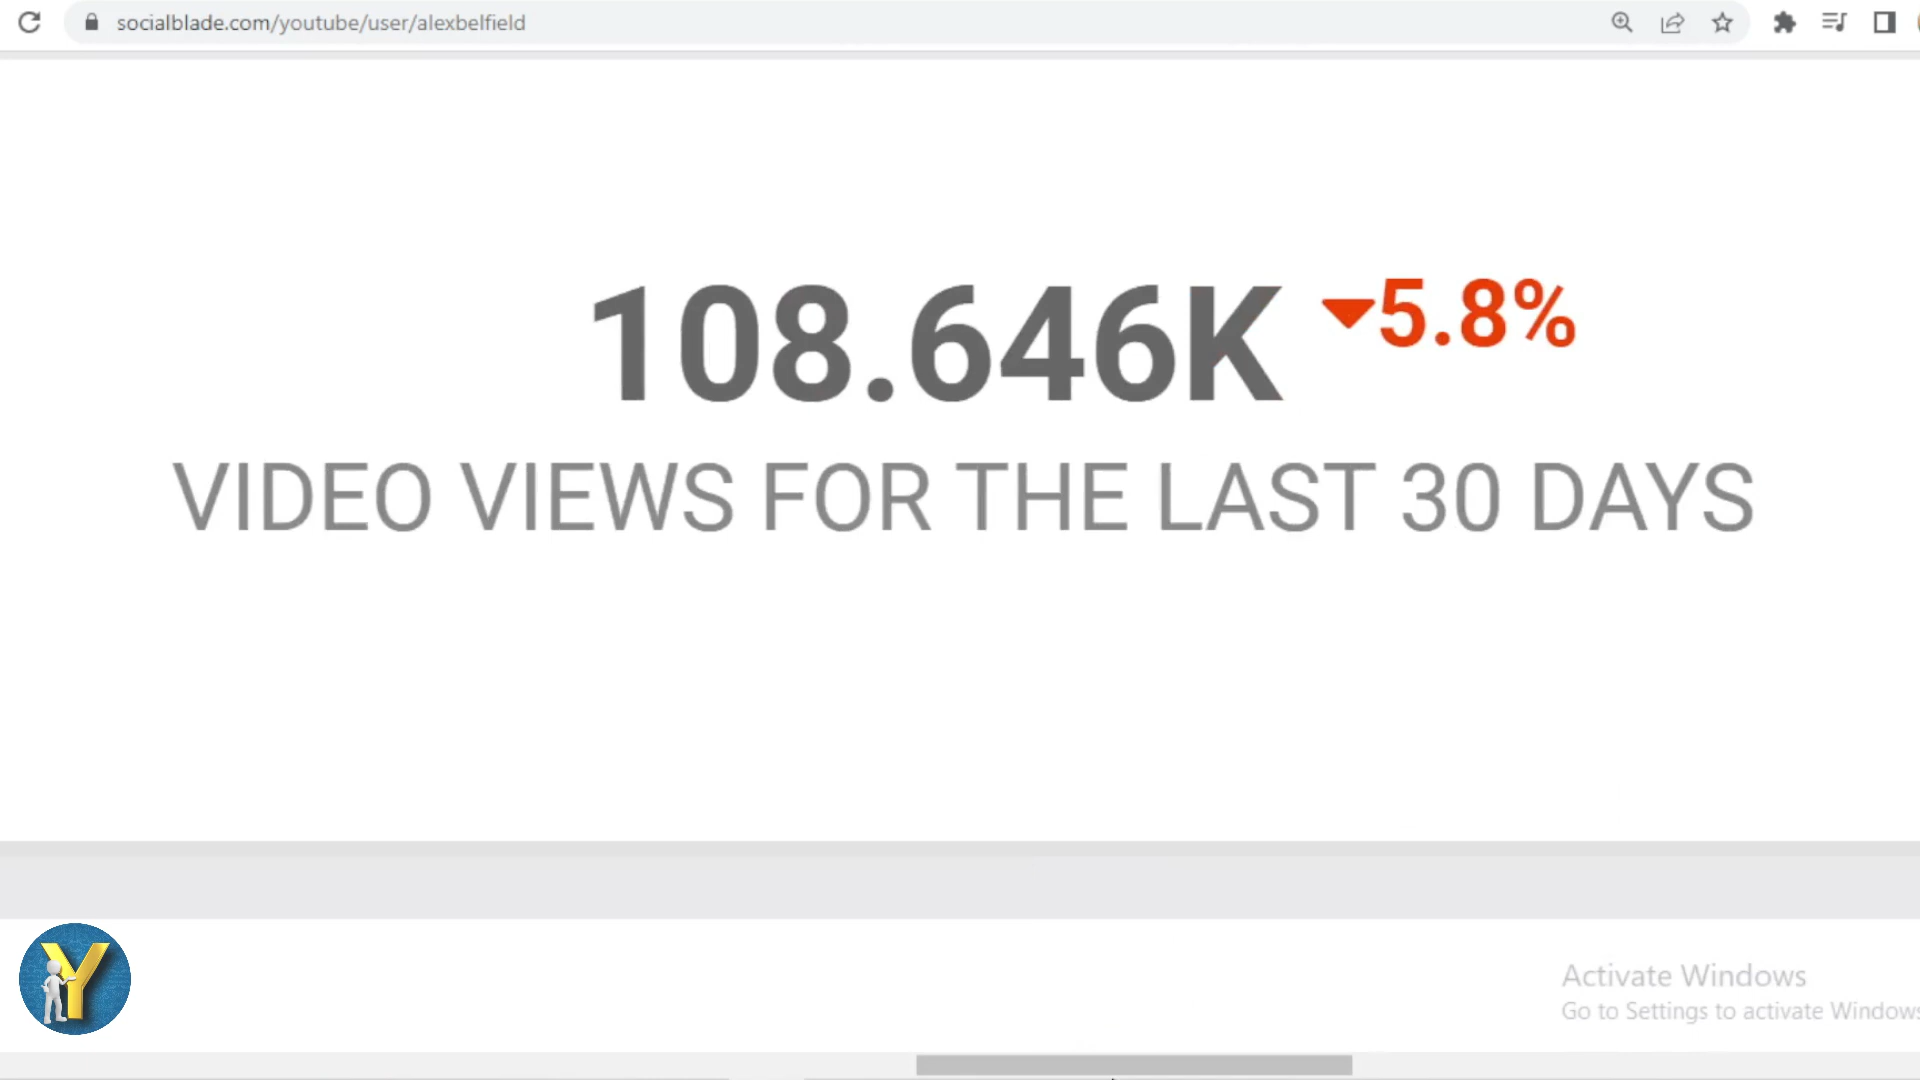 socialblade.com/youtube/user/alexbelfield
108.646K 5.8%
VIDEO VIEWS FOR THE LAST 30 DAYS
Y
Activate Windows
Go to Settings to activate Windows